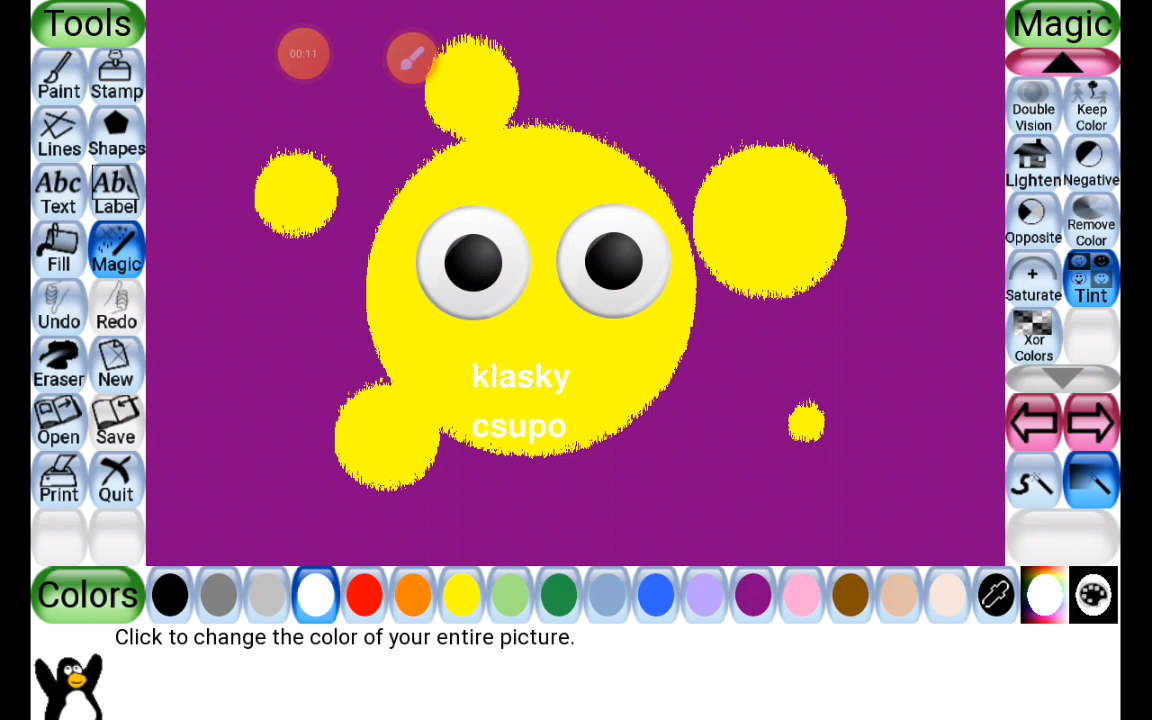 Tools
Magic
00:11
Paint
Stamp
Double
Vision
Keep
Color
Lines
Shapes
Lighten
Negative
Abc
Text
Abc
Label
Opposite
Remove
Color
Fill
Magic
Saturate
Tint
Undo
Redo
Xor
Colors
Eraser
New
klasky
csupo
Open
Save
Print
Quit
Colors
Click to change the color of your entire picture.